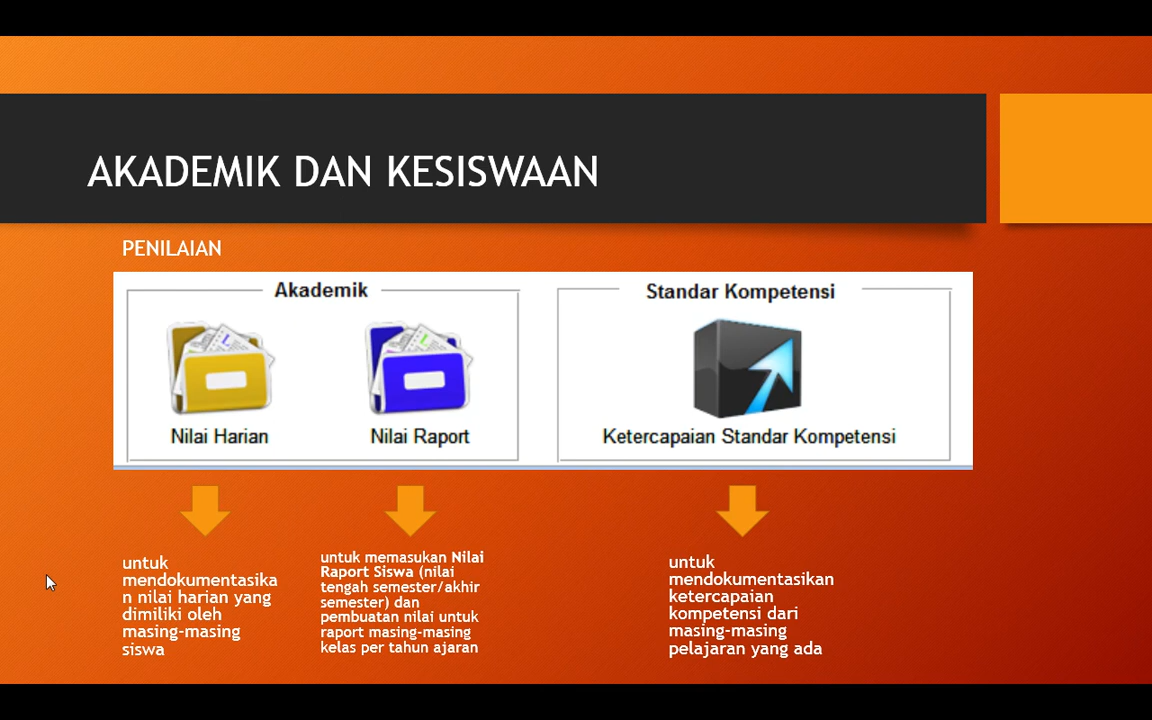 AKADEMIK DAN KESISWAAN
PENILAIAN
Akademik
Standar Kompetensi
Nilai Harian
Nilai Raport
Ketercapaian Standar Kompetensi
untuk
mendokumentasika
n nilai harian yang
dimiliki oleh
masing-masing
siswa
untuk memasukan Nilai
Raport Siswa (nilai
tengah semester/akhir
semester) dan
pembuatan nilai untuk
raport masing-masing
kelas per tahun ajaran
untuk
mendokumentasikan
ketercapaian
kompetensi dari
masing-masing
pelajaran yang ada